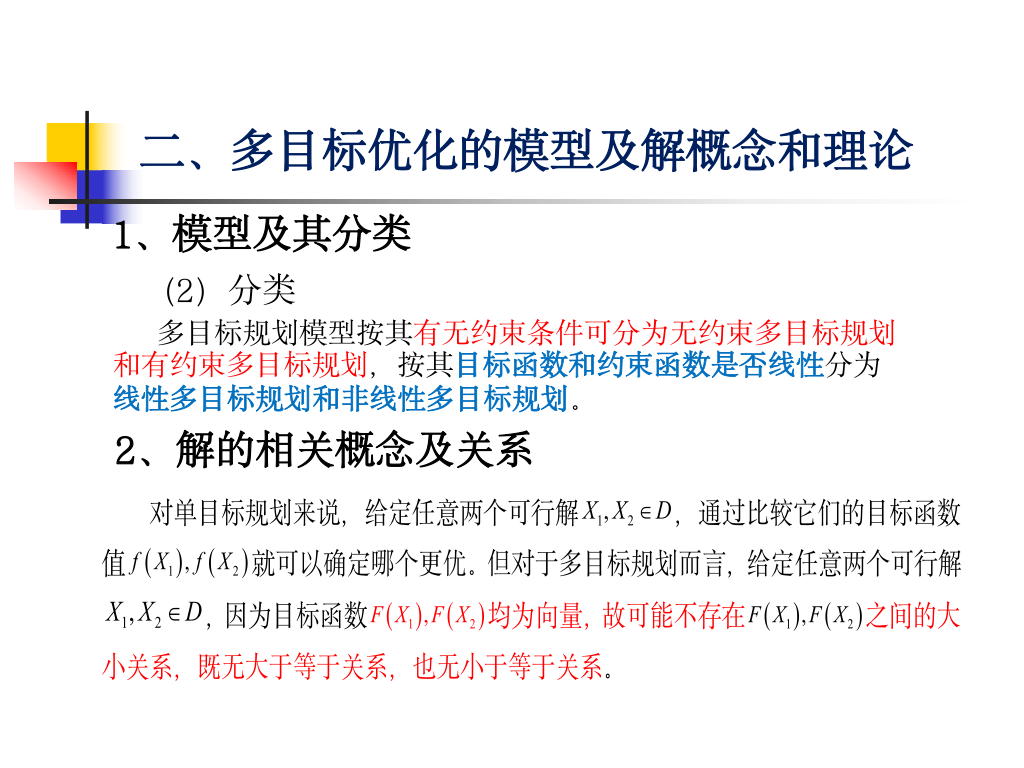 二、多目标优化的模型及解概念和理论
1、模型及其分类
(2) 分类
多目标规划模型按其有无约束条件可分为无约束多目标规划
和有约束多目标规划，按其目标函数和约束函数是否线性分为
线性多目标规划和非线性多目标规划。
2、解的相关概念及关系
对单目标规划来说，给定任意两个可行解X₁,X₂∈D，通过比较它们的目标函数
值f(X₁),f(X₂)就可以确定哪个更优。但对于多目标规划而言，给定任意两个可行解
X₁,X₂∈D，因为目标函数F(X₁),F(X₂)均为向量，故可能不存在F(X₁),F(X₂)之间的大
小关系，既无大于等于关系，也无小于等于关系。